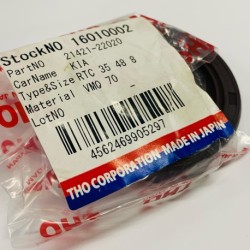 StockNO 16010002
PartNO 21421-22020
CarName KIA
Type&Size RTC 35 48 8
Material VMQ 70
LotNO
4562469905297
THO CORPORATION MADE IN JAPAN